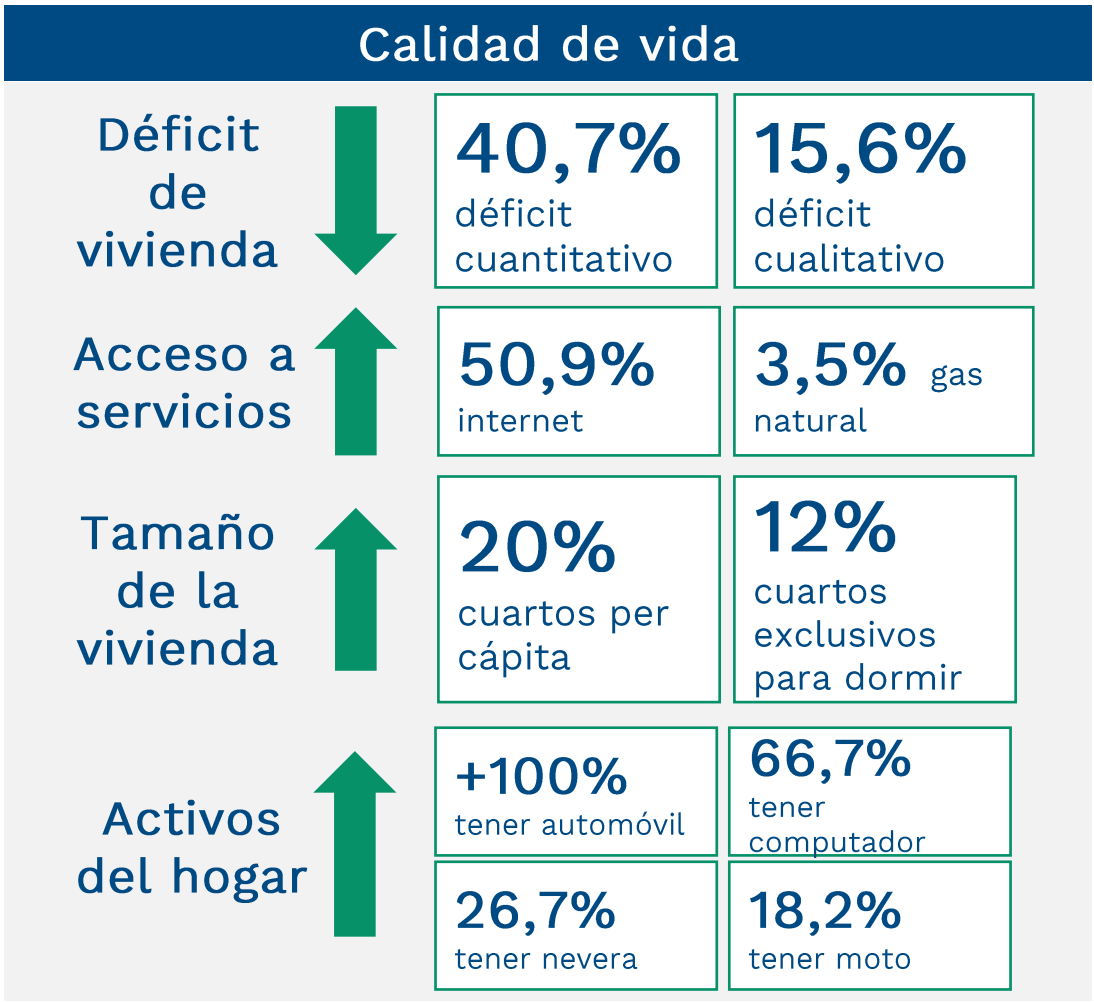 Calidad de vida
Déficit
de
vivienda
40,7%
déficit
cuantitativo
15,6%
déficit
cualitativo
Acceso a
servicios
50,9%
internet
3,5% gas
natural
Tamaño
de la
vivienda
20%
cuartos per
cápita
12%
cuartos
exclusivos
para dormir
Activos
del hogar
+100%
tener automóvil
66,7%
tener
computador
26,7%
tener nevera
18,2%
tener moto